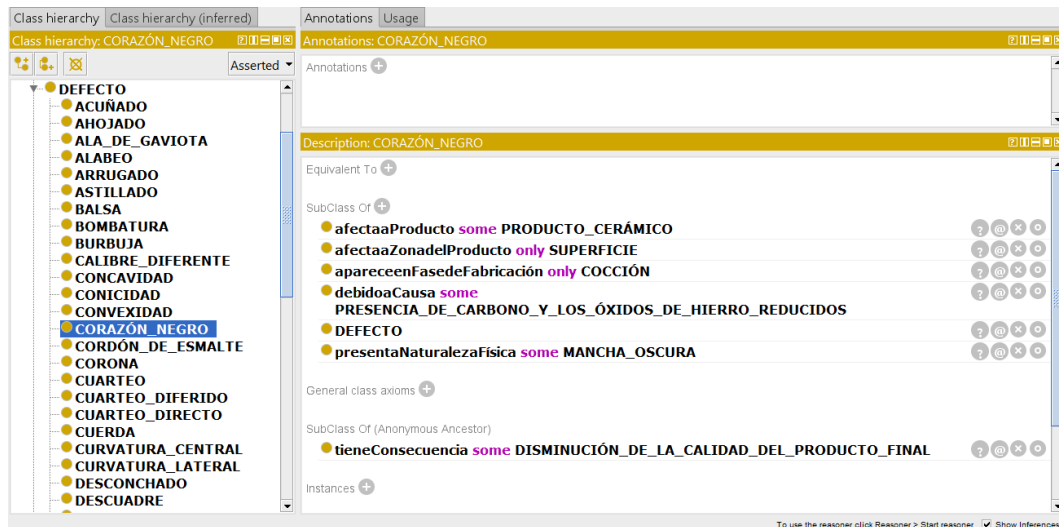 Class hierarchy Class hierarchy (inferred)
Class hierarchy: CORAZÓN_NEGRO
Asserted
DEFECTO
ACUÑADO
AHOJADO
ALA_DE_GAVIOTA
ALABEO
ARRUGADO
ASTILLADO
BALSA
BOMBATURA
BURBUJA
CALIBRE_DIFERENTE
CONCAVIDAD
CONICIDAD
CONVEXIDAD
CORAZÓN_NEGRO
CORDÓN_DE_ESMALTE
CORONA
CUARTEO
CUARTEO_DIFERIDO
CUARTEO_DIRECTO
CUERDA
CURVATURA_CENTRAL
CURVATURA_LATERAL
DESCONCHADO
DESCUADRE
Annotations Usage
Annotations: CORAZÓN_NEGRO
Annotations
Description: CORAZÓN_NEGRO
Equivalent To
SubClass Of
afectaaProducto some PRODUCTO_CERÁMICO
afectaaZonadelProducto only SUPERFICIE
apareceenFasedeFabricación only COCCIÓN
debidoaCausa some
PRESENCIA_DE_CARBONO_Y_LOS_ÓXIDOS_DE_HIERRO_REDUCIDOS
DEFECTO
presentaNaturalezaFísica some MANCHA_OSCURA
General class axioms
SubClass Of (Anonymous Ancestor)
tieneConsecuencia some DISMINUCIÓN_DE_LA_CALIDAD_DEL_PRODUCTO_FINAL
Instances
To use the reasoner click Reasoner > Start reasoner Show Inferences